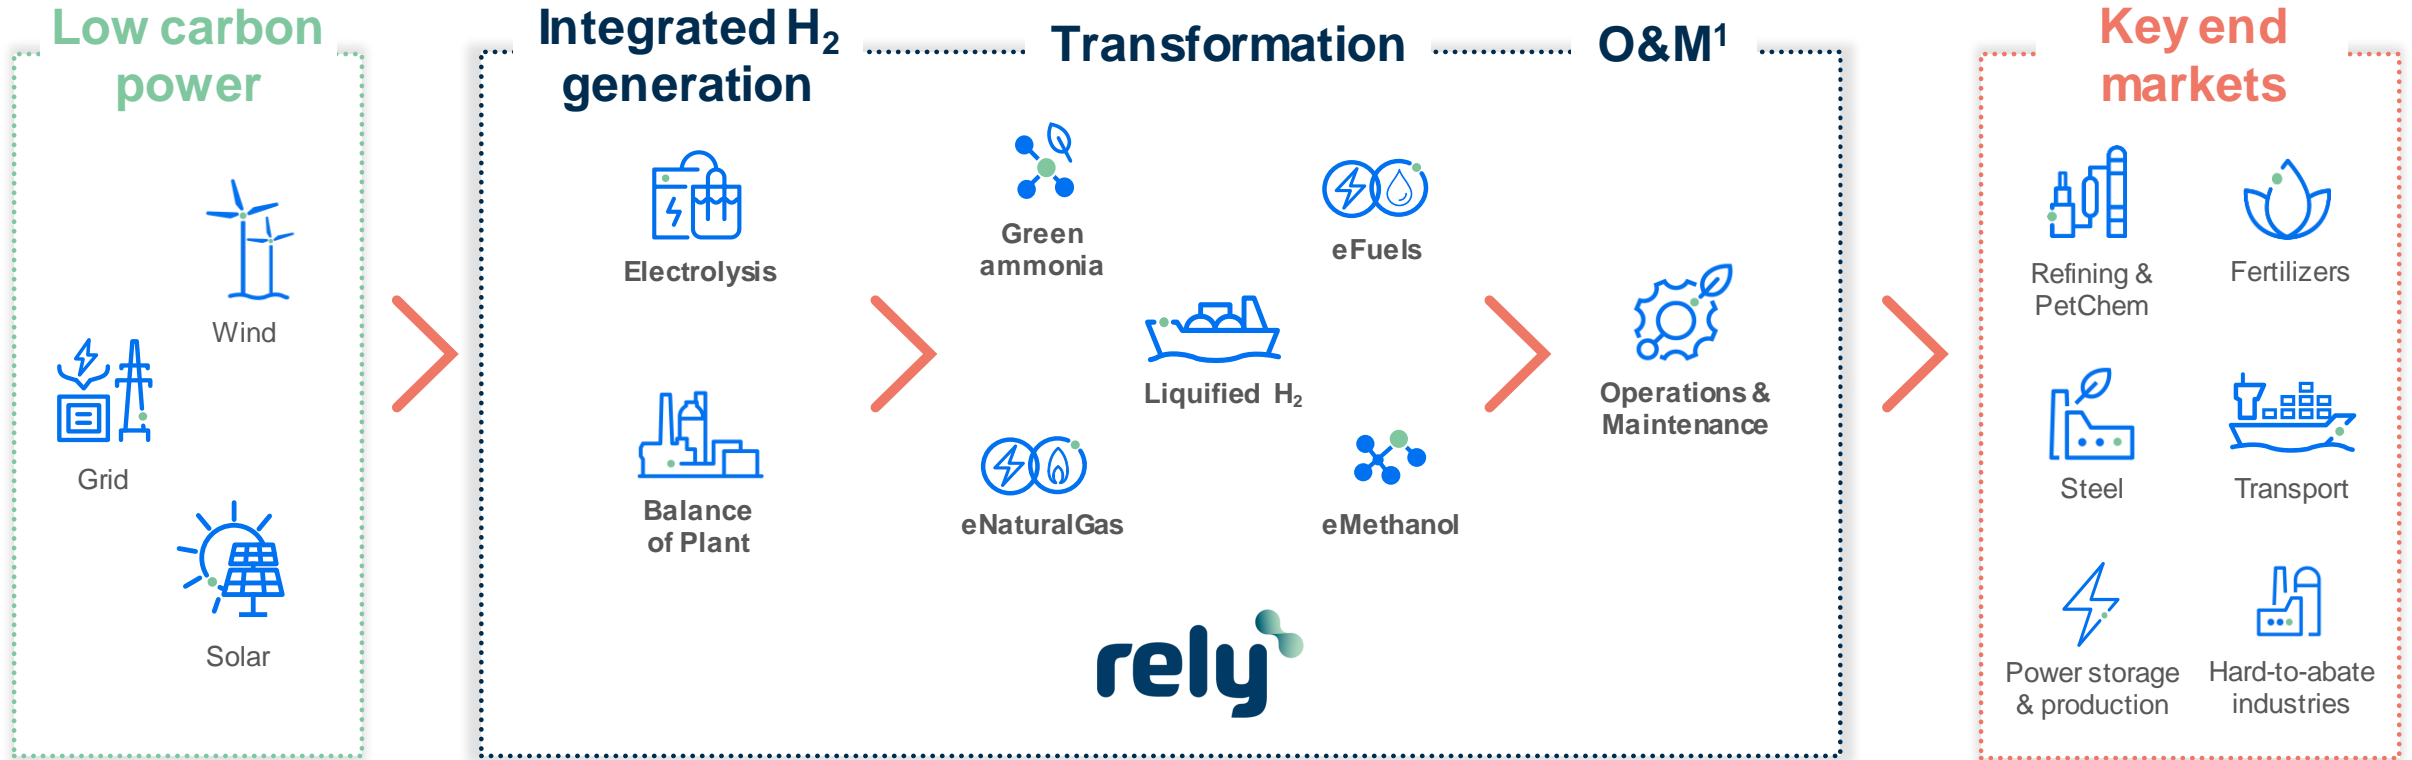 Low carbon
power
Wind
Grid
Solar
Integrated H₂
generation
Electrolysis
Balance
of Plant
Transformation
Green
ammonia
eFuels
Liquified H₂
eNaturalGas
eMethanol
O&M¹
Operations &
Maintenance
rely
Key end
markets
Refining &
PetChem
Fertilizers
Steel
Transport
Power storage
& production
Hard-to-abate
industries